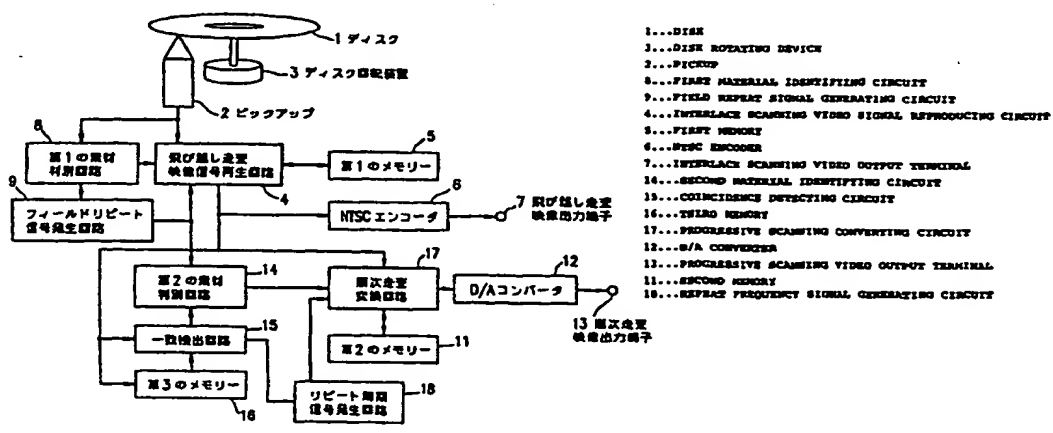 1 ディスク
3 ディスク回転装置
2 ピックアップ
8
第1の素材
判別回路
飛び越し走査
映像信号再生回路
4
5
第1のメモリー
9
フィールドリピート
信号発生回路
6
NTSCエンコーダ
7 飛び越し走査
映像出力端子
14
第2の素材
判別回路
17
順次走査
変換回路
12
D/Aコンバータ
13 順次走査
映像出力端子
15
一致検出回路
11
第2のメモリー
16
第3のメモリー
18
リピート周期
信号発生回路
1...DISK
3...DISK ROTATING DEVICE
2...PICKUP
8...FIRST MATERIAL IDENTIFYING CIRCUIT
9...FIELD REPEAT SIGNAL GENERATING CIRCUIT
4...INTERLACE SCANNING VIDEO SIGNAL REPRODUCING CIRCUIT
5...FIRST MEMORY
6...NTSC ENCODER
7...INTERLACE SCANNING VIDEO OUTPUT TERMINAL
14...SECOND MATERIAL IDENTIFYING CIRCUIT
15...COINCIDENCE DETECTING CIRCUIT
16...THIRD MEMORY
17...PROGRESSIVE SCANNING CONVERTING CIRCUIT
12...D/A CONVERTER
13...PROGRESSIVE SCANNING VIDEO OUTPUT TERMINAL
11...SECOND MEMORY
18...REPEAT FREQUENCY SIGNAL GENERATING CIRCUIT